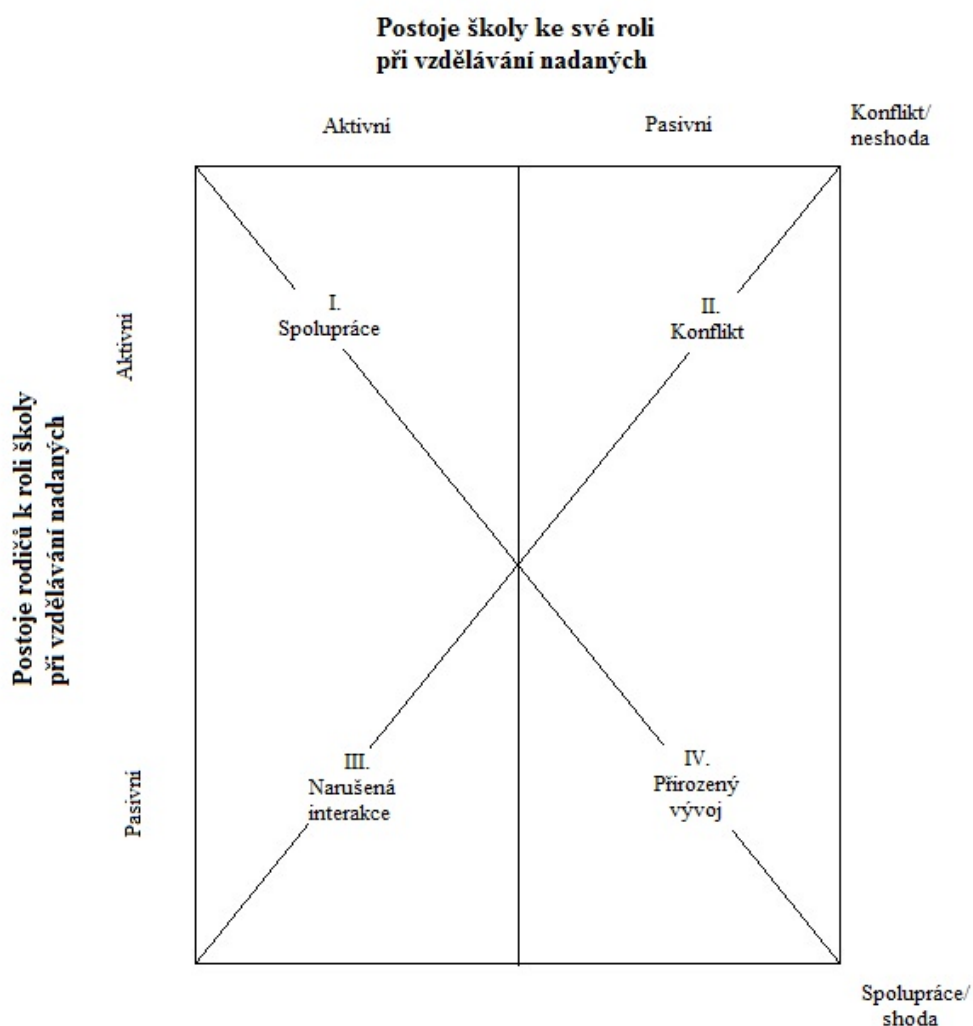 Postoje školy ke své roli
při vzdělávání nadaných
Aktivní
Pasivní
Konflikt/
neshoda
I.
Spolupráce
II.
Konflikt
Aktivní
Postoje rodičů k roli školy
při vzdělávání nadaných
Pasivní
III.
Narušená
interakce
IV.
Přirozený
vývoj
Spolupráce/
shoda